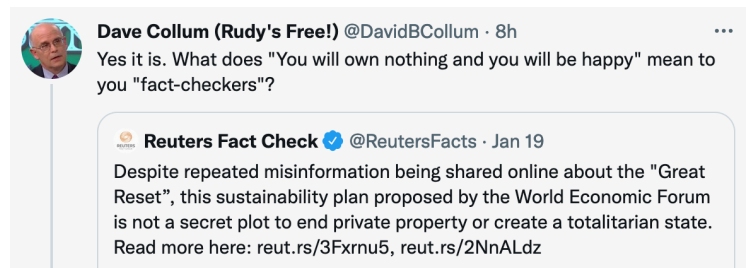 Dave Collum (Rudy's Free!) @DavidBCollum · 8h
Yes it is. What does "You will own nothing and you will be happy" mean to
you "fact-checkers"?
REUTERS
Reuters Fact Check @ReutersFacts · Jan 19
Despite repeated misinformation being shared online about the "Great
Reset”, this sustainability plan proposed by the World Economic Forum
is not a secret plot to end private property or create a totalitarian state.
Read more here: reut.rs/3Fxrnu5, reut.rs/2NnALdz